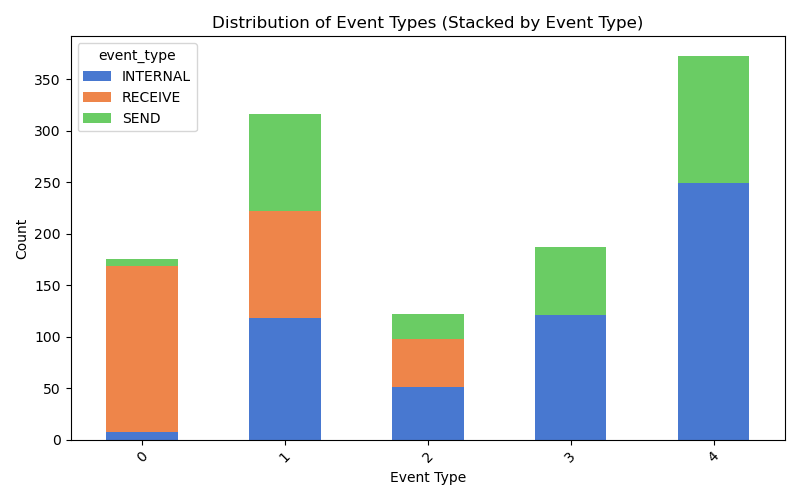 Distribution of Event Types (Stacked by Event Type)
event_type
INTERNAL
RECEIVE
SEND
Count
350
300
250
200
150
100
50
0
0 1 2 3 4
Event Type